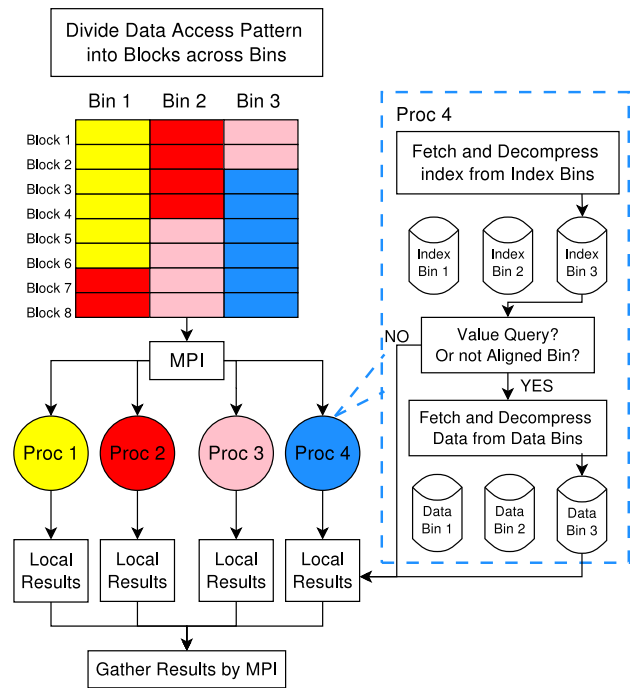 Divide Data Access Pattern
into Blocks across Bins
Bin 1 Bin 2 Bin 3
Block 1
Block 2
Block 3
Block 4
Block 5
Block 6
Block 7
Block 8
MPI
Proc 1 Proc 2 Proc 3 Proc 4
Local Local Local Local
Results Results Results Results
Gather Results by MPI
Proc 4
Fetch and Decompress
index from Index Bins
Index Index Index
Bin 1 Bin 2 Bin 3
NO
Value Query?
Or not Aligned Bin?
YES
Fetch and Decompress
Data from Data Bins
Data Data Data
Bin 1 Bin 2 Bin 3